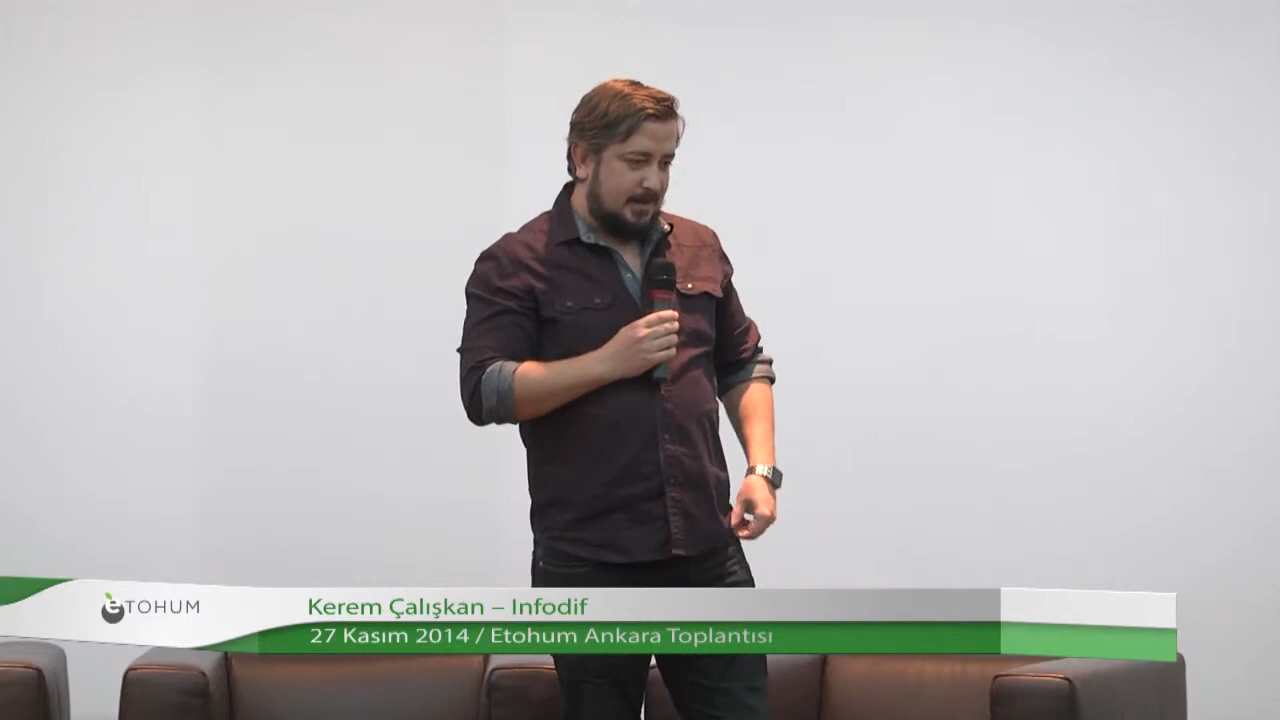 eTOHUM
Kerem Çalışkan – Infodif
27 Kasım 2014 / Etohum Ankara Toplantısı